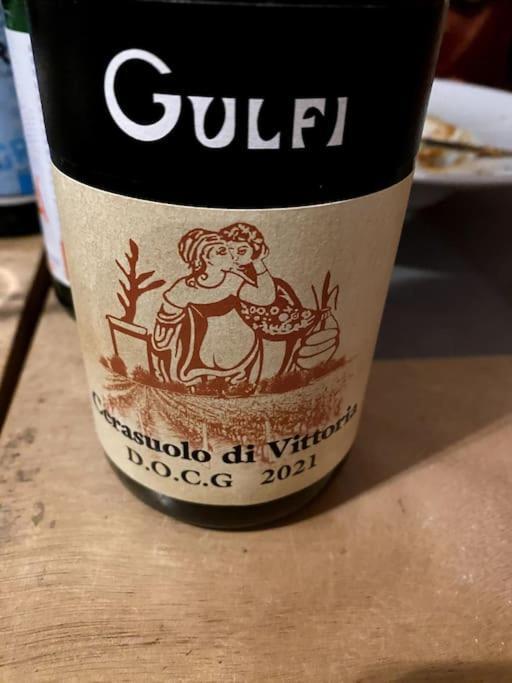 GULFI
Cerasuolo di Vittoria
D.O.C.G 2021